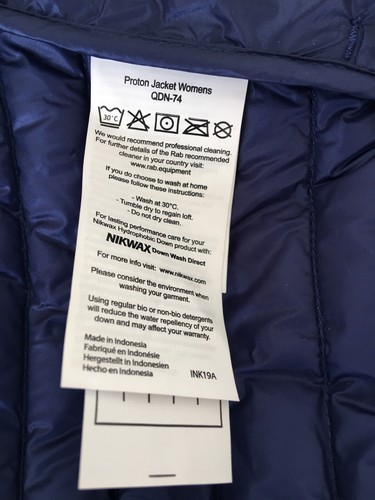 Proton Jacket Womens
QDN-74
30°C
We would recommend professional cleaning.
For further details of the Rab recommended
cleaner in your country visit:
www.rab.equipment
If you do choose to wash at home
please follow these instructions:
- Wash at 30°C.
- Tumble dry to regain loft.
- Do not dry clean.
For lasting performance care for your
Nikwax Hydrophobic Down product with:
NIKWAX Down Wash Direct
For more info visit: www.nikwax.com
Please consider the environment when
washing your garment.
Using regular bio or non-bio detergents
will reduce the water repellency of your
down and may affect your warranty.
Made in Indonesia
Fabriqué en Indonésie
Hergestellt in Indonesien
Hecho en Indonesia INK19A